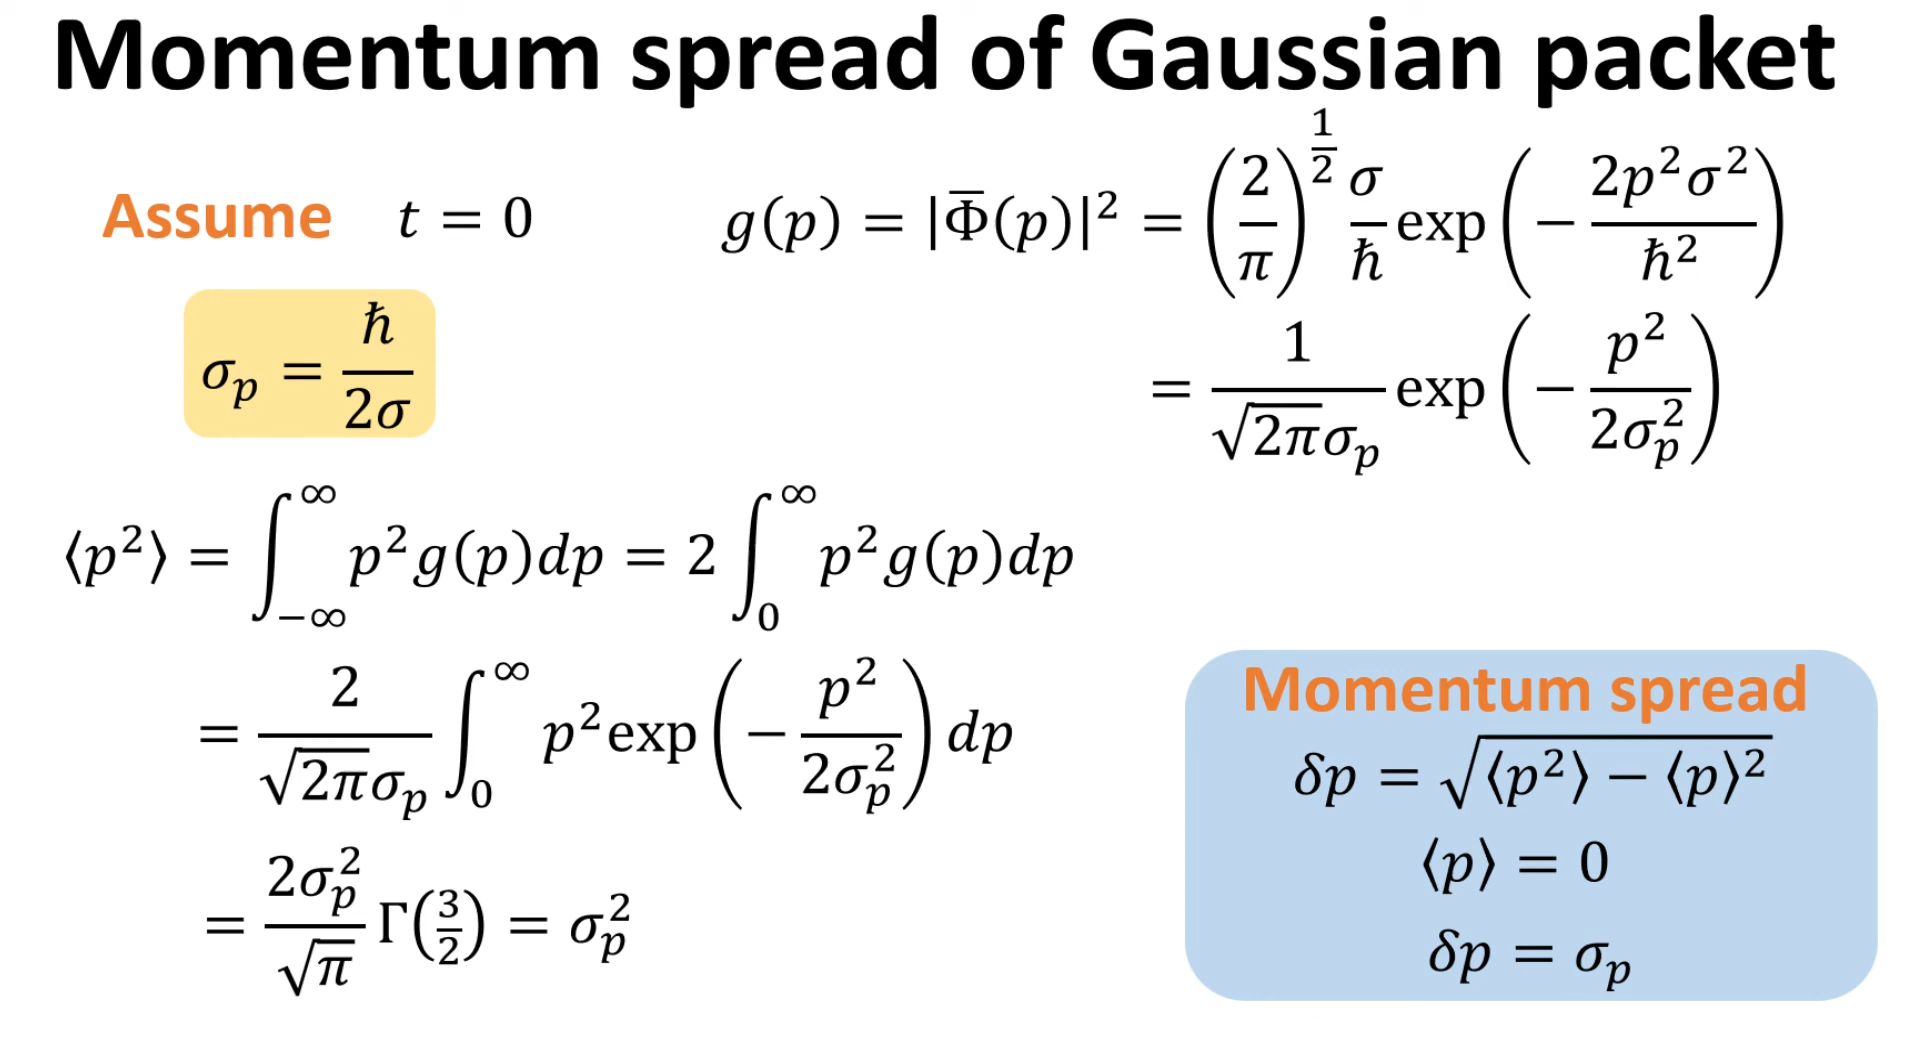 Momentum spread of Gaussian packet
Assume t = 0
g(p) = |Φ̅(p)|² = (2/π)^(1/2) σ/ħ exp(−2p²σ²/ħ²)
= 1/(√(2π)σ_p) exp(−p²/(2σ_p²))
σ_p = ħ/(2σ)
⟨p²⟩ = ∫_{−∞}^{∞} p²g(p)dp = 2 ∫_0^∞ p²g(p)dp
= 2/(√(2π)σ_p) ∫_0^∞ p² exp(−p²/(2σ_p²)) dp
= 2σ_p²/√π Γ(3/2) = σ_p²
Momentum spread
δp = √(⟨p²⟩ − ⟨p⟩²)
⟨p⟩ = 0
δp = σ_p